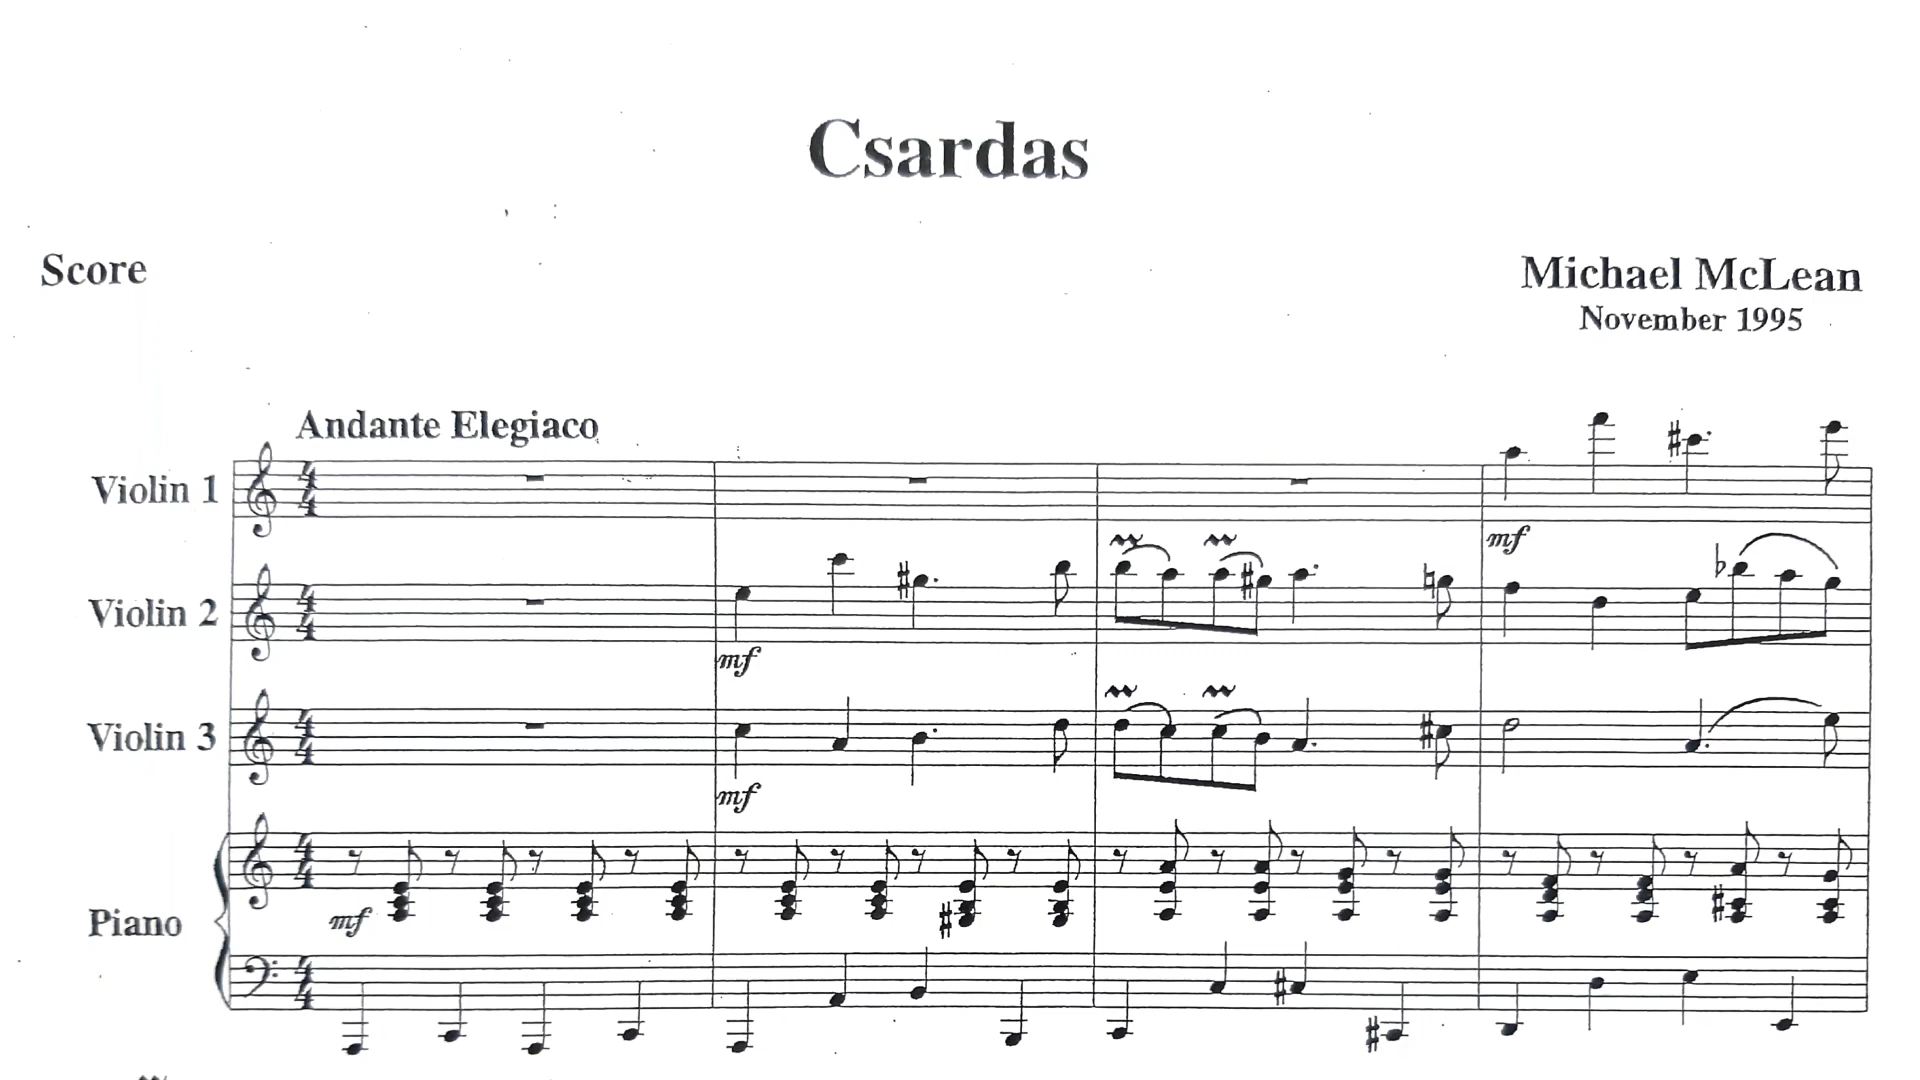 Csardas
Score
Michael McLean
November 1995
Andante Elegiaco
Violin 1
mf
Violin 2
mf
Violin 3
mf
Piano
mf